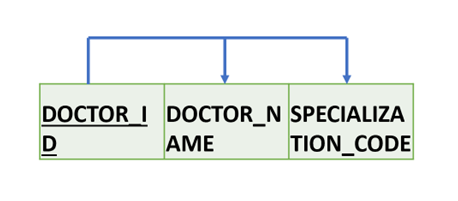 DOCTOR_I
D
DOCTOR_N
AME
SPECIALIZA
TION_CODE